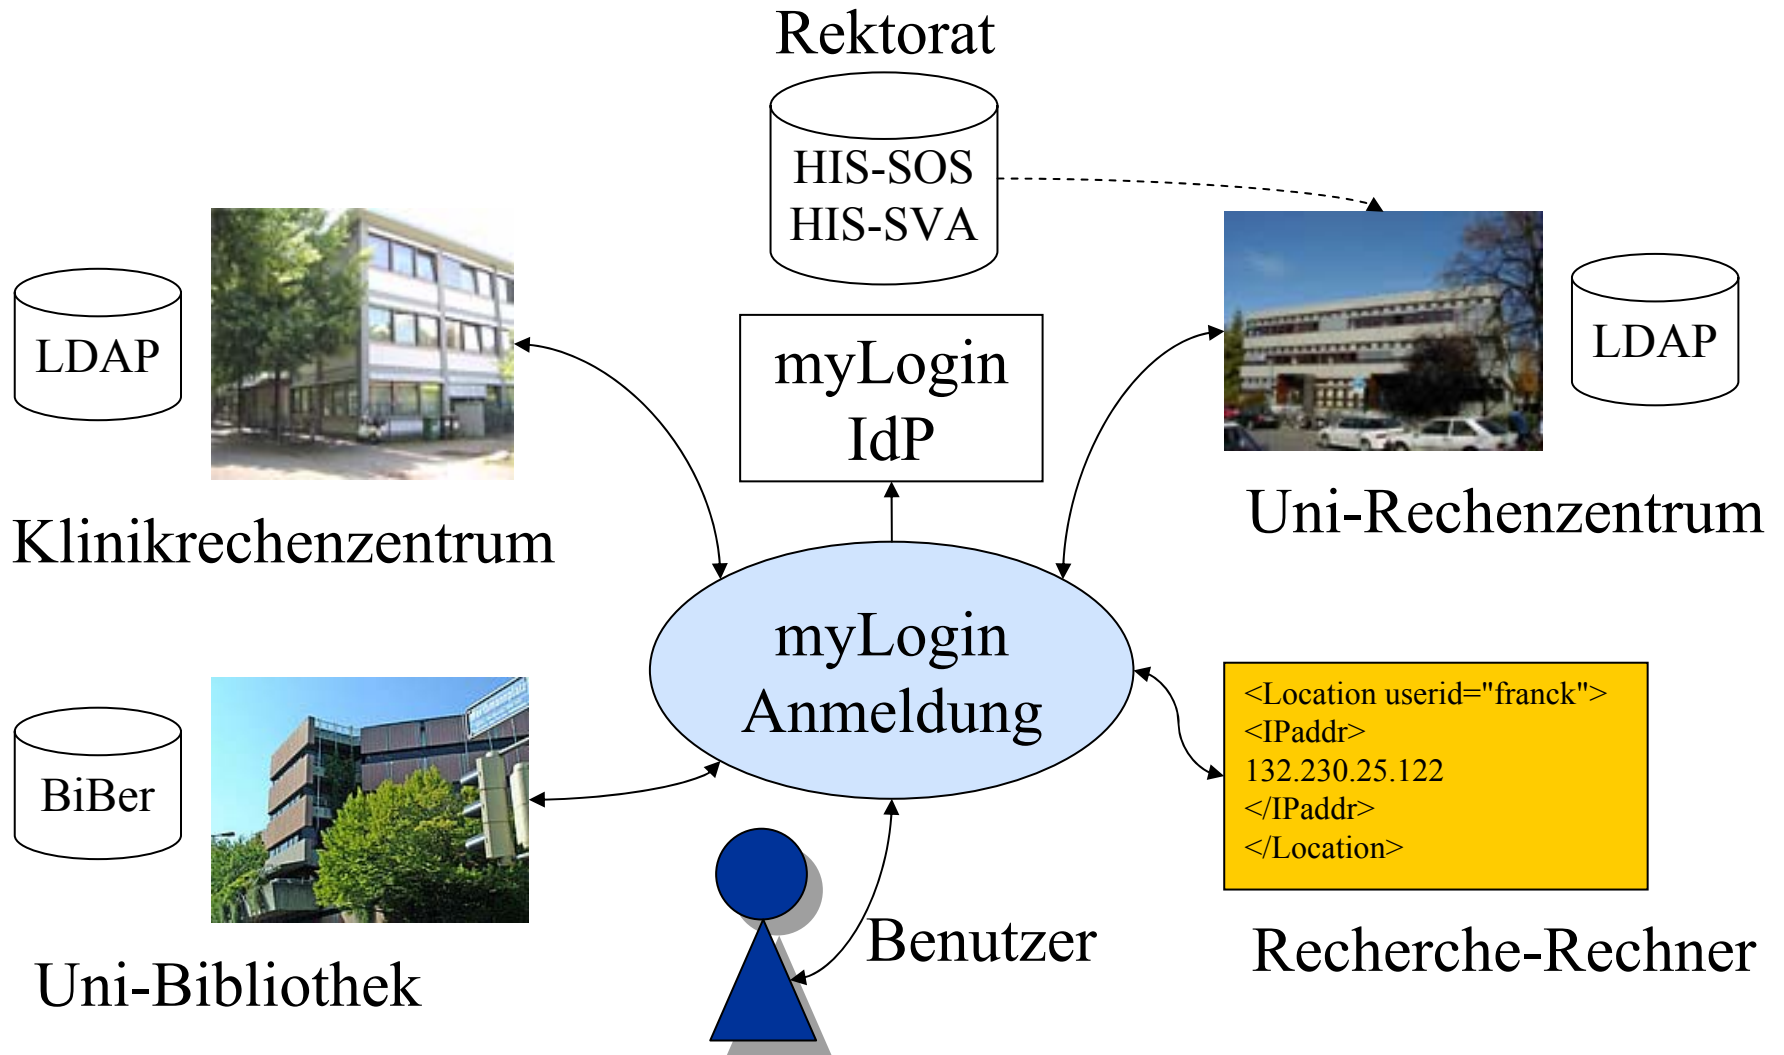 Rektorat
HIS-SOS
HIS-SVA
LDAP
myLogin
IdP
LDAP
Klinikrechenzentrum
Uni-Rechenzentrum
myLogin
Anmeldung
BiBer
<Location userid="franck">
<IPaddr>
132.230.25.122
</IPaddr>
</Location>
Uni-Bibliothek
Benutzer
Recherche-Rechner